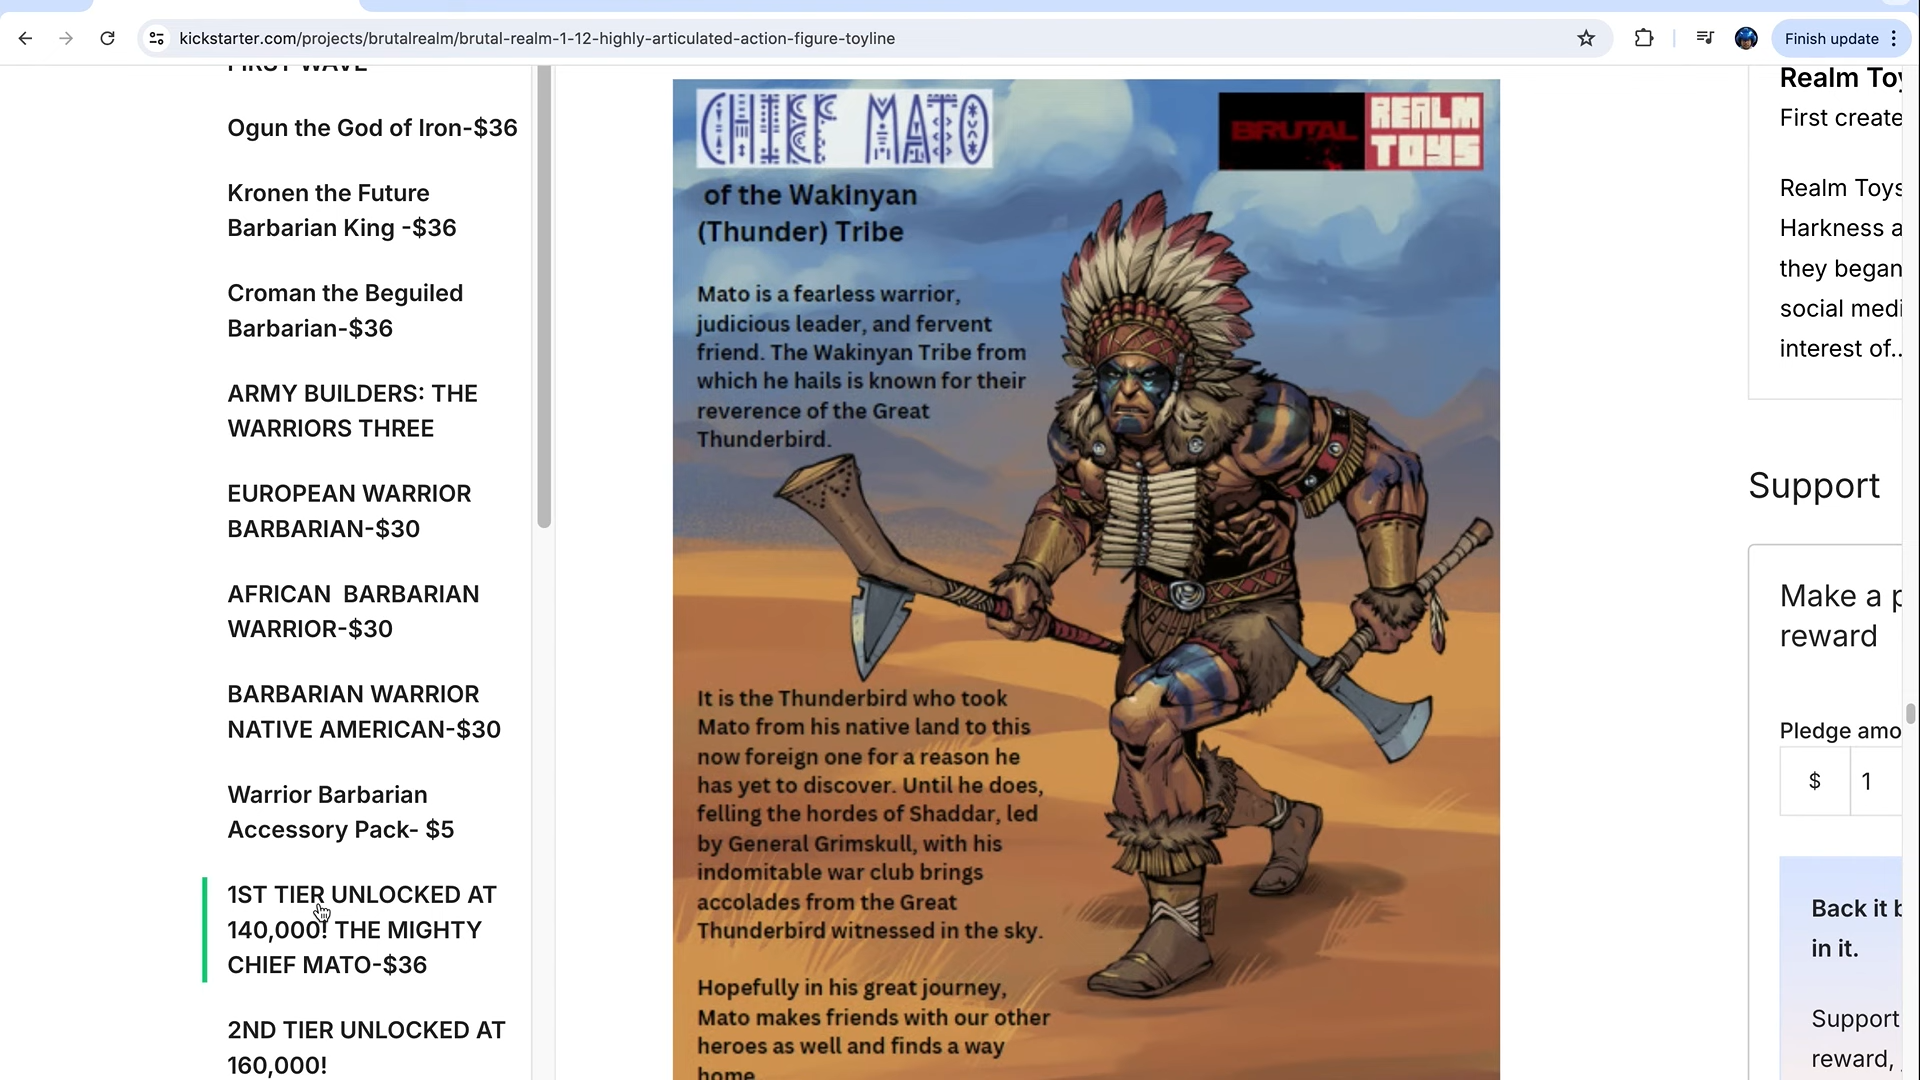 kickstarter.com/projects/brutalrealm/brutal-realm-1-12-highly-articulated-action-figure-toyline
Finish update
FIRST WAVE
Ogun the God of Iron-$36
Kronen the Future
Barbarian King -$36
Croman the Beguiled
Barbarian-$36
ARMY BUILDERS: THE
WARRIORS THREE
EUROPEAN WARRIOR
BARBARIAN-$30
AFRICAN  BARBARIAN
WARRIOR-$30
BARBARIAN WARRIOR
NATIVE AMERICAN-$30
Warrior Barbarian
Accessory Pack- $5
1ST TIER UNLOCKED AT
140,000! THE MIGHTY
CHIEF MATO-$36
2ND TIER UNLOCKED AT
160,000!
CHIEF MATO
BRUTAL
REALM
TOYS
of the Wakinyan
(Thunder) Tribe
Mato is a fearless warrior,
judicious leader, and fervent
friend. The Wakinyan Tribe from
which he hails is known for their
reverence of the Great
Thunderbird.
It is the Thunderbird who took
Mato from his native land to this
now foreign one for a reason he
has yet to discover. Until he does,
felling the hordes of Shaddar, led
by General Grimskull, with his
indomitable war club brings
accolades from the Great
Thunderbird witnessed in the sky.
Hopefully in his great journey,
Mato makes friends with our other
heroes as well and finds a way
home.
Realm Toy
First create
Realm Toys
Harkness a
they began
social medi
interest of..
Support
Make a p
reward
Pledge amo
$ 1
Back it b
in it.
Support
reward,